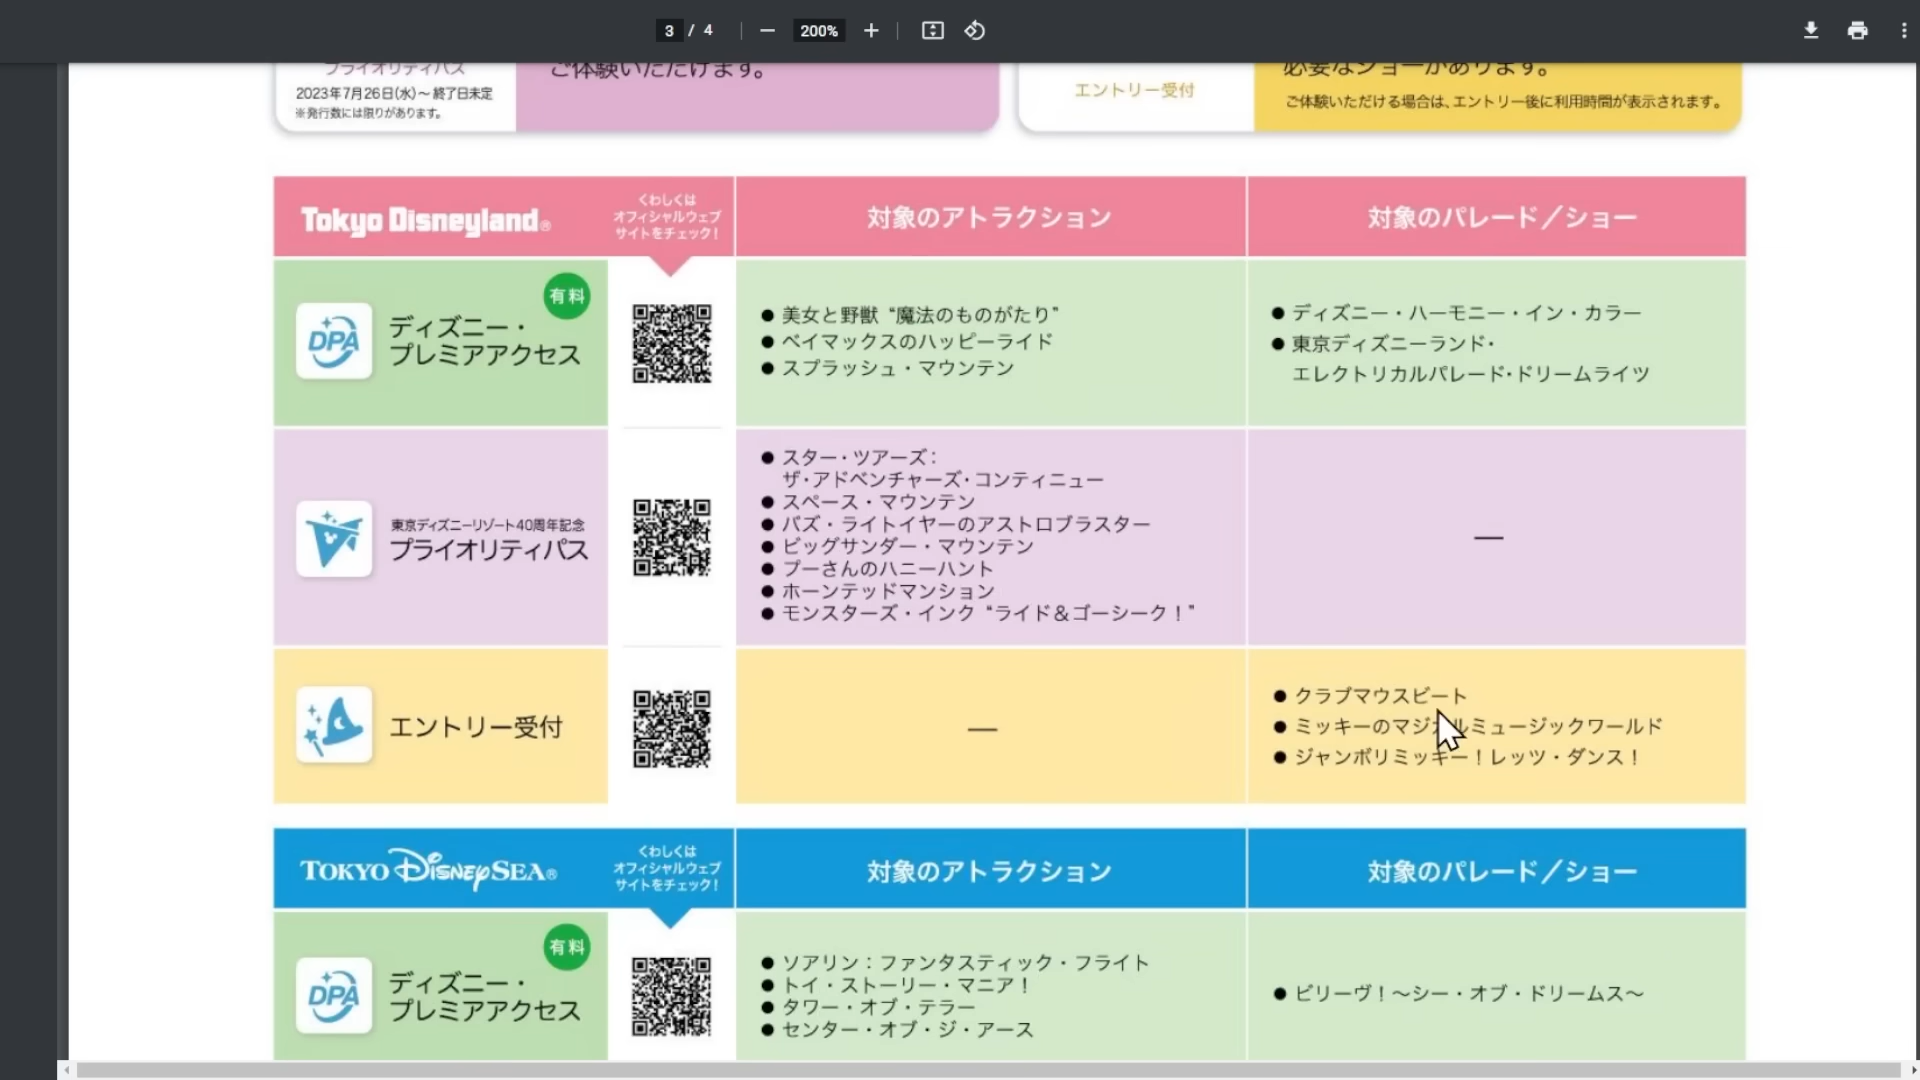 3 / 4
200%
プライオリティパス
2023年7月26日(水)～終了日未定
※発行数には限りがあります。
ご体験いただけます。
エントリー受付
必要なショーがあります。
ご体験いただける場合は、エントリー後に利用時間が表示されます。
Tokyo Disneyland®
くわしくは
オフィシャルウェブ
サイトをチェック！
対象のアトラクション
対象のパレード／ショー
DPA
ディズニー・
プレミアアクセス
有料
● 美女と野獣 “魔法のものがたり”
● ベイマックスのハッピーライド
● スプラッシュ・マウンテン
● ディズニー・ハーモニー・イン・カラー
● 東京ディズニーランド・
エレクトリカルパレード・ドリームライツ
東京ディズニーリゾート40周年記念
プライオリティパス
● スター・ツアーズ：
ザ・アドベンチャーズ・コンティニュー
● スペース・マウンテン
● バズ・ライトイヤーのアストロブラスター
● ビッグサンダー・マウンテン
● プーさんのハニーハント
● ホーンテッドマンション
● モンスターズ・インク “ライド＆ゴーシーク！”
—
エントリー受付
—
● クラブマウスビート
● ミッキーのマジカルミュージックワールド
● ジャンボリミッキー！レッツ・ダンス！
TOKYO DisneySEA®
くわしくは
オフィシャルウェブ
サイトをチェック！
対象のアトラクション
対象のパレード／ショー
DPA
ディズニー・
プレミアアクセス
有料
● ソアリン：ファンタスティック・フライト
● トイ・ストーリー・マニア！
● タワー・オブ・テラー
● センター・オブ・ジ・アース
● ビリーヴ！～シー・オブ・ドリームス～